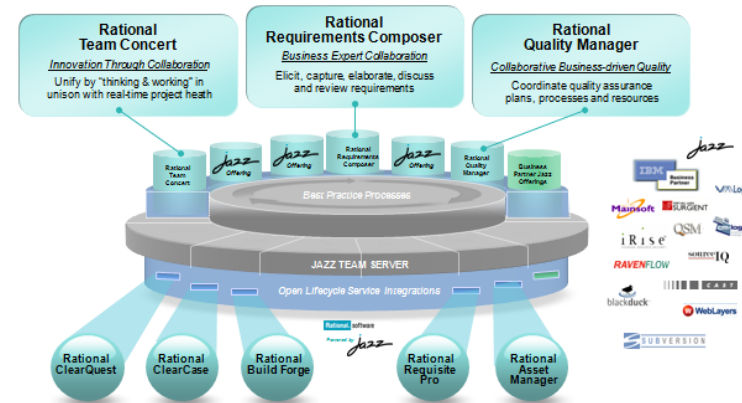 Rational
Team Concert
Innovation Through Collaboration
Unify by "thinking & working" in
unison with real-time project heath
Rational
Requirements Composer
Business Expert Collaboration
Elicit, capture, elaborate, discuss
and review requirements
Rational
Quality Manager
Collaborative Business-driven Quality
Coordinate quality assurance
plans, processes and resources
Rational
Team
Concert
Jazz
Offering
Jazz
Offering
Rational
Requirements
Composer
Jazz
Offering
Rational
Quality
Manager
Business
Partner Jazz
Offerings
Best Practice Processes
JAZZ TEAM SERVER
Open Lifecycle Service Integrations
Rational
ClearQuest
Rational
ClearCase
Rational
Build Forge
Rational. software
Powered by
Jazz
Rational
Requisite
Pro
Rational
Asset
Manager
Jazz
IBM
Business
Partner
VMLog
Mainsoft
SURGIENT
iRise
QSM
RAVENFLOW
sourceIQ
blackduck
CAST
WebLayers
SUBVERSION